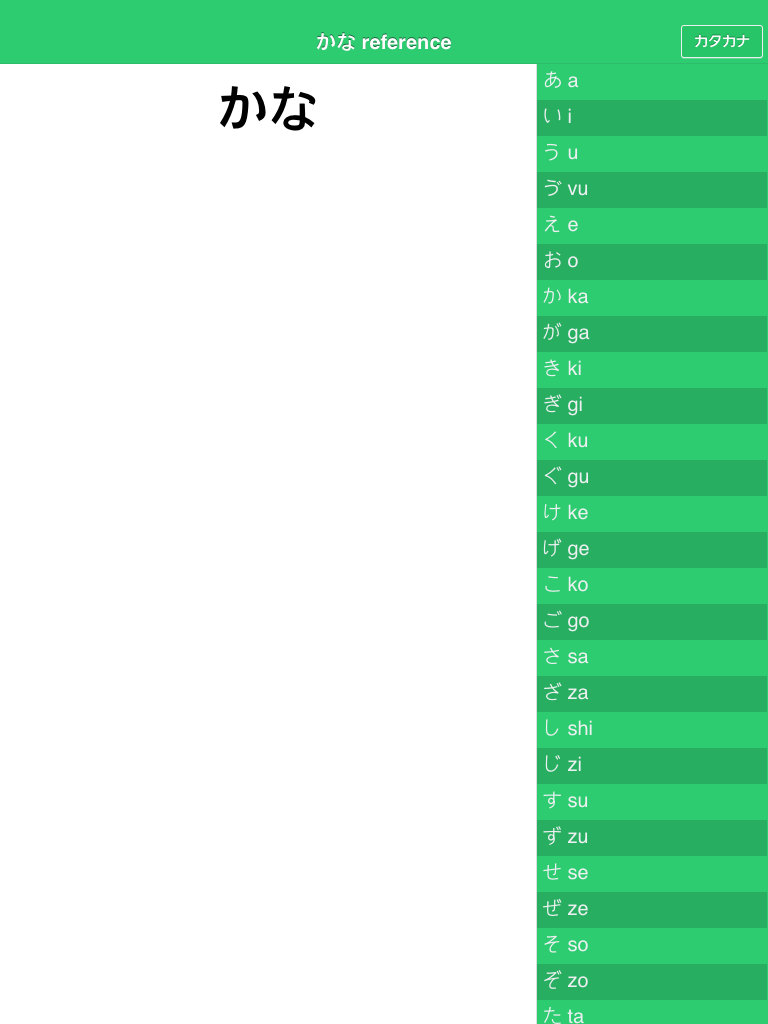 かな reference
カタカナ
かな
あ a
い i
う u
ゔ vu
え e
お o
か ka
が ga
き ki
ぎ gi
く ku
ぐ gu
け ke
げ ge
こ ko
ご go
さ sa
ざ za
し shi
じ zi
す su
ず zu
せ se
ぜ ze
そ so
ぞ zo
た ta